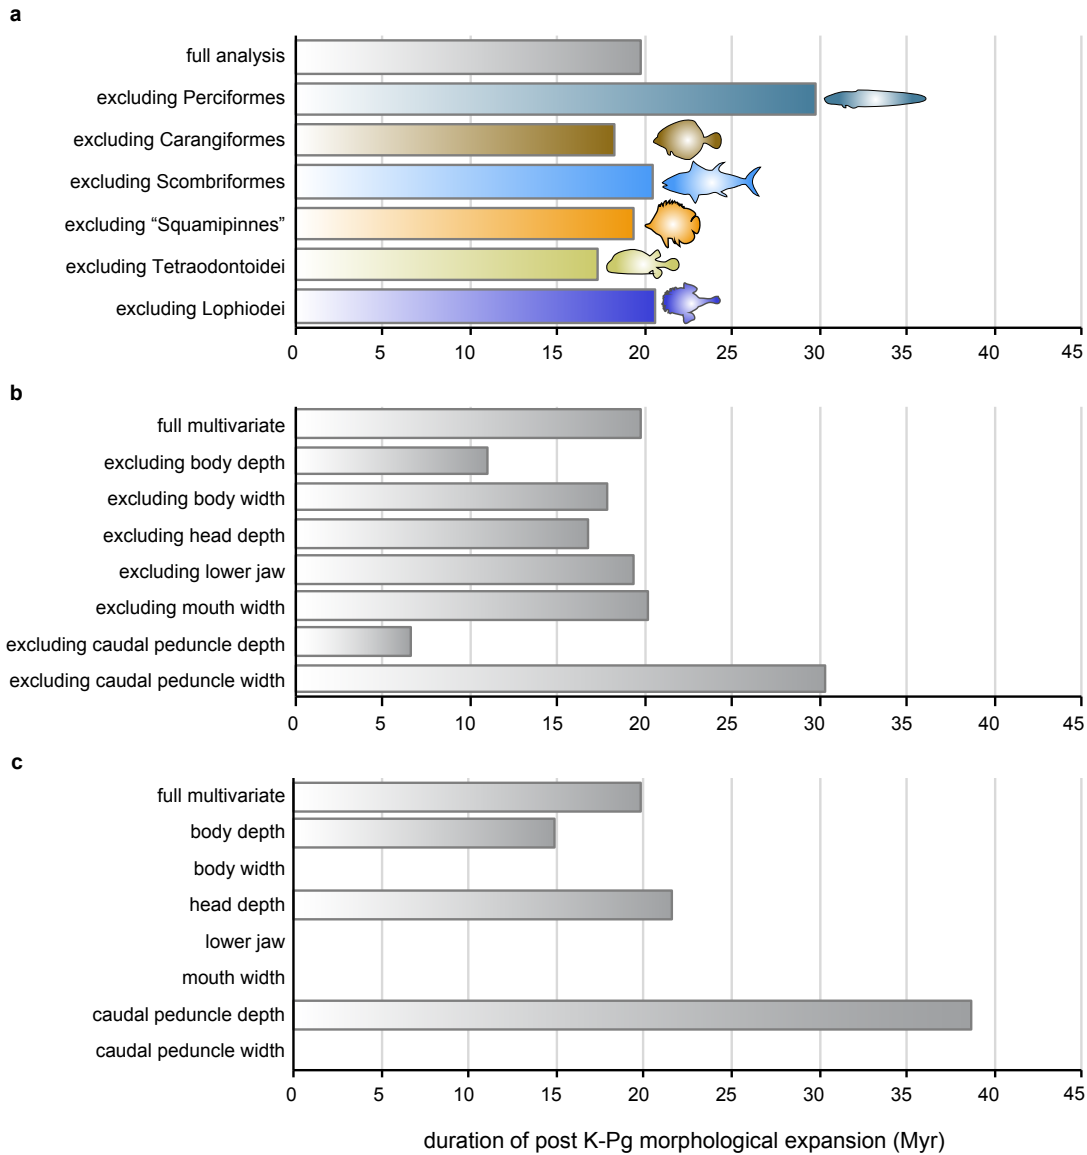 a
full analysis
excluding Perciformes
excluding Carangiformes
excluding Scombriformes
excluding “Squamipinnes”
excluding Tetraodontoidei
excluding Lophiodei
0 5 10 15 20 25 30 35 40 45
b
full multivariate
excluding body depth
excluding body width
excluding head depth
excluding lower jaw
excluding mouth width
excluding caudal peduncle depth
excluding caudal peduncle width
0 5 10 15 20 25 30 35 40 45
c
full multivariate
body depth
body width
head depth
lower jaw
mouth width
caudal peduncle depth
caudal peduncle width
0 5 10 15 20 25 30 35 40 45
duration of post K-Pg morphological expansion (Myr)